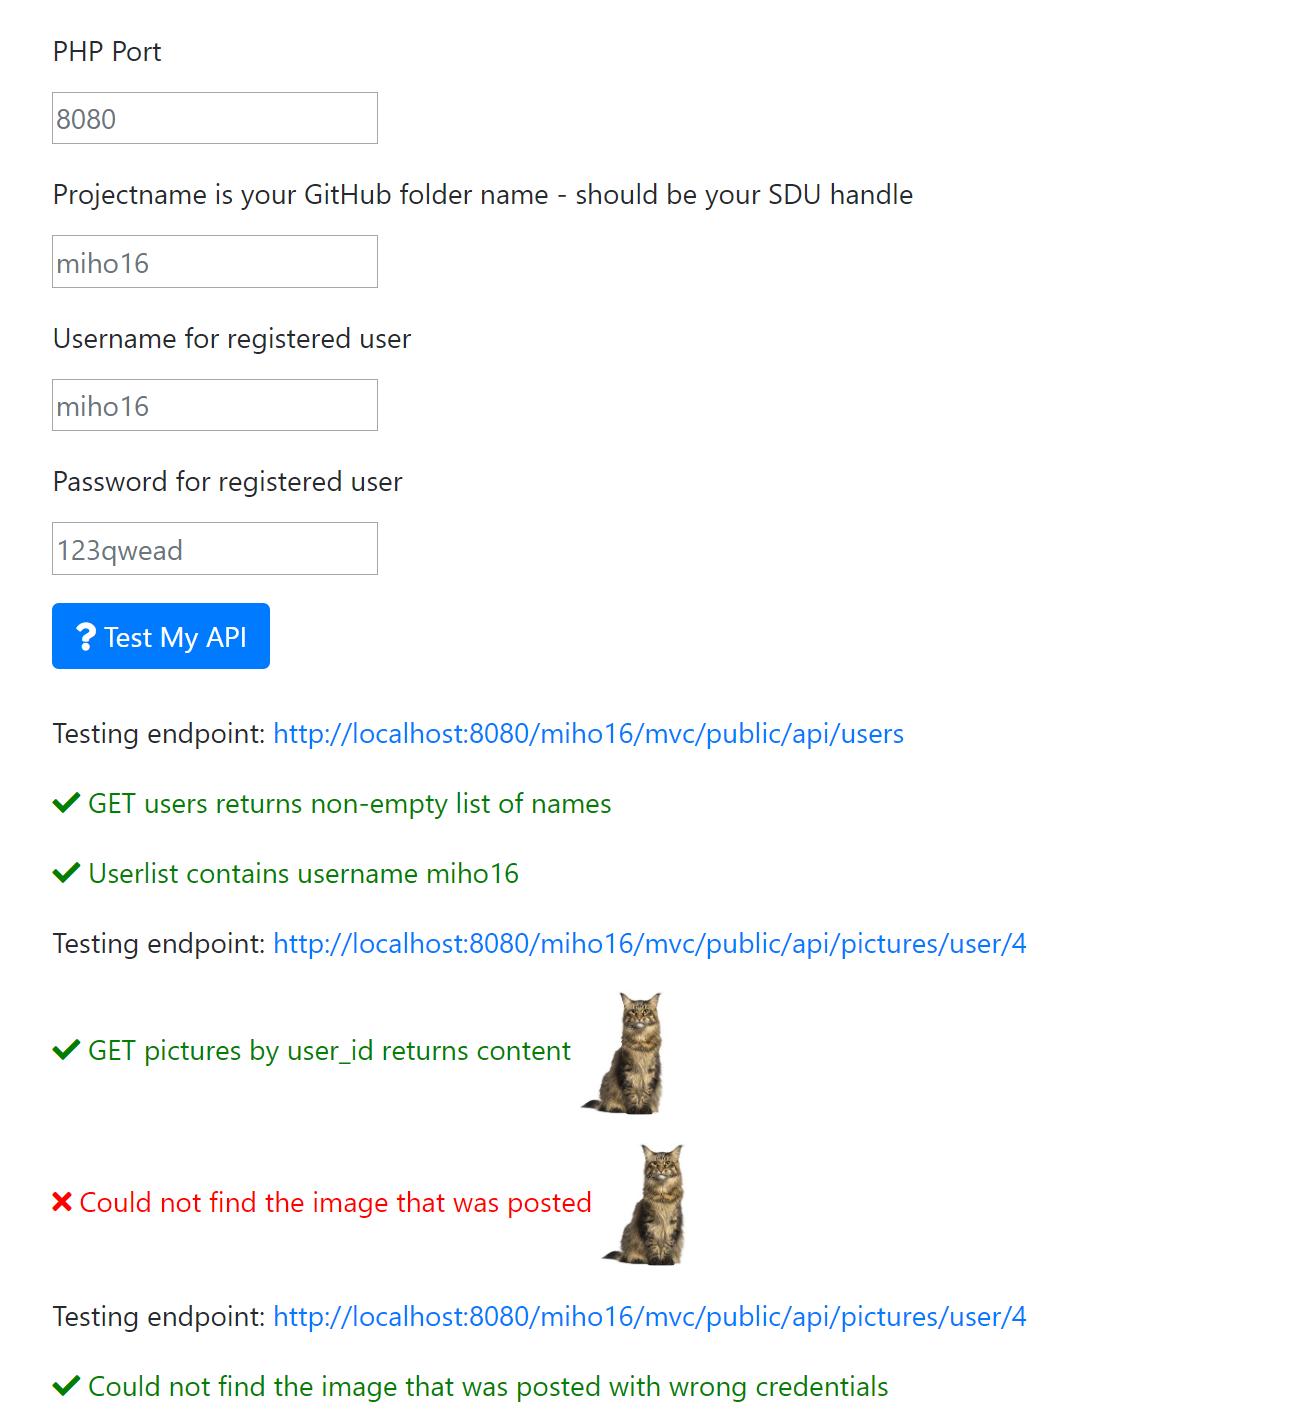 PHP Port
8080
Projectname is your GitHub folder name - should be your SDU handle
miho16
Username for registered user
miho16
Password for registered user
123qwead
? Test My API
Testing endpoint: http://localhost:8080/miho16/mvc/public/api/users
GET users returns non-empty list of names
Userlist contains username miho16
Testing endpoint: http://localhost:8080/miho16/mvc/public/api/pictures/user/4
GET pictures by user_id returns content
Could not find the image that was posted
Testing endpoint: http://localhost:8080/miho16/mvc/public/api/pictures/user/4
Could not find the image that was posted with wrong credentials